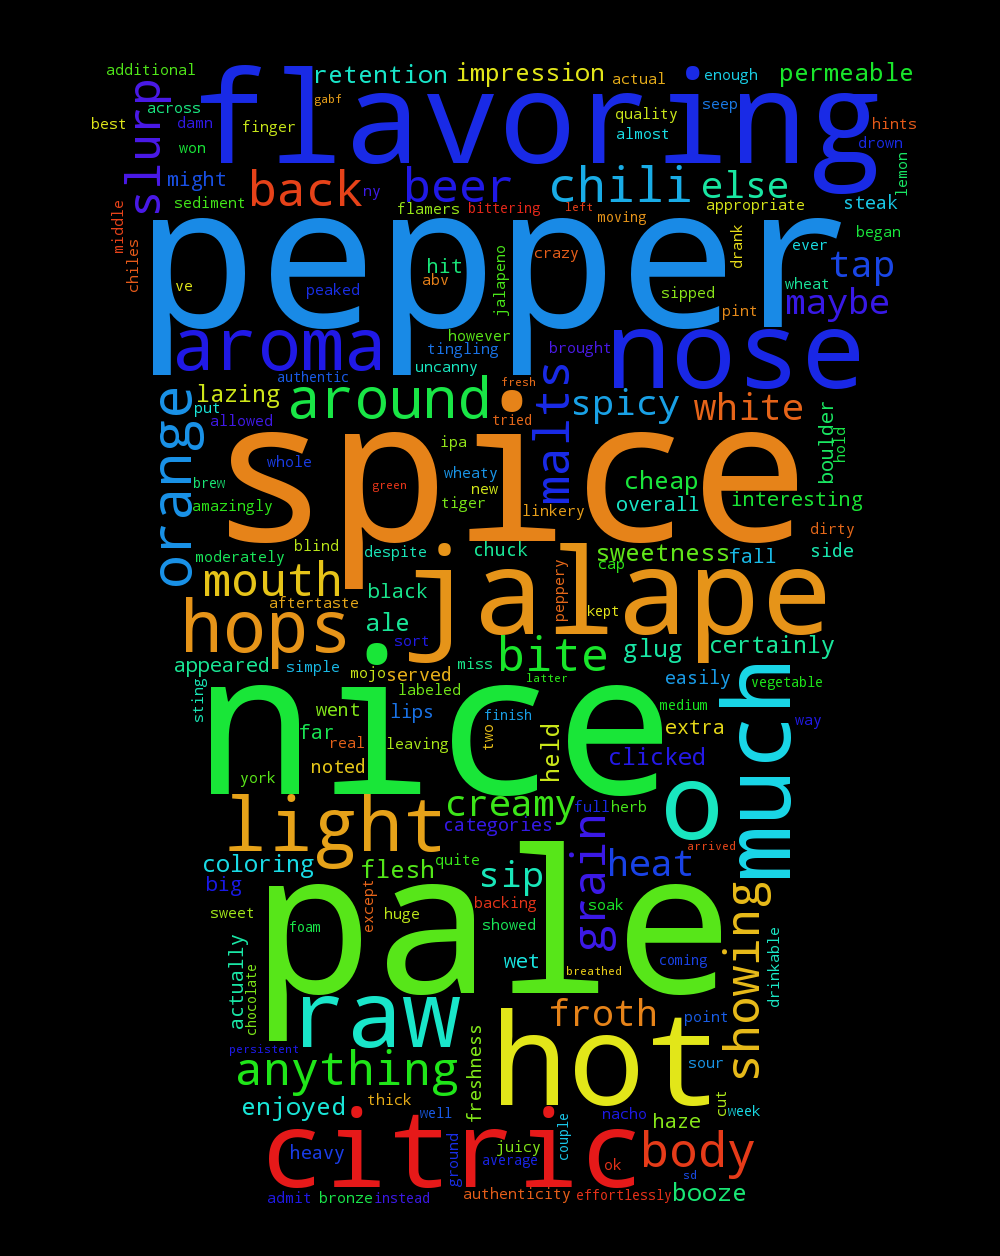 additional
retention
impression
actual
enough
permeable
flavoring
slurp
across
gabf
seep
best
damn
finger
quality
almost
hints
won
drown
might
back
ny
beer
chili
else
lemon
sediment
flamers
bittering
left
moving
appropriate
steak
middle
chiles
pepper
hit
abv
jalapeno
crazy
drank
ever
began
tap
ve
peaked
sipped
pint
wheat
maybe
aroma
however
tingling
uncanny
brought
nose
authentic
orange
lazing
put
allowed
around
fresh
tried
malts
spicy
white
boulder
hold
spice
ipa
whole
green
wheaty
new
tiger
linkery
brew
amazingly
cheap
overall
interesting
dirty
moderately
blind
despite
chuck
sweetness
cap
fall
side
mouth
aftertaste
black
jalape
peppery
kept
hops
ale
sort
bite
glug
certainly
appeared
simple
mojo
served
miss
latter
easily
vegetable
sting
labeled
nice
went
lips
finish
medium
much
far
real
leaving
two
held
extra
way
noted
clicked
york
light
creamy
full
herb
o
categories
grain
arrived
coloring
flesh
quite
sip
heat
big
except
huge
backing
soak
showing
sweet
foam
showed
pale
actually
chocolate
wet
breathed
coming
drinkable
raw
froth
point
persistent
hot
anything
freshness
sour
enjoyed
thick
well
nacho
haze
cut
week
citric
couple
juicy
heavy
ground
average
ok
body
sd
admit
bronze
instead
authenticity
effortlessly
booze